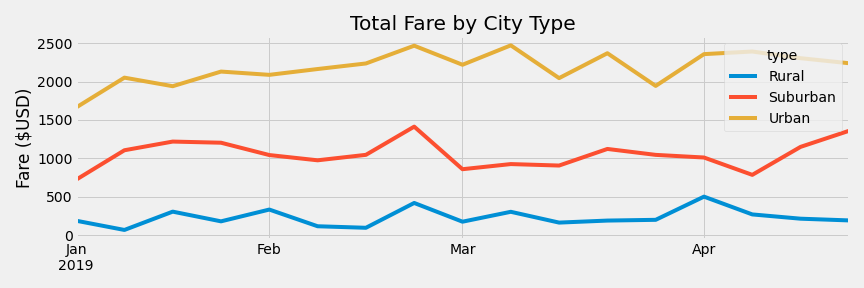 Total Fare by City Type
Fare ($USD)
2500
2000
1500
1000
500
0
type
Rural
Suburban
Urban
Jan
2019
Feb
Mar
Apr